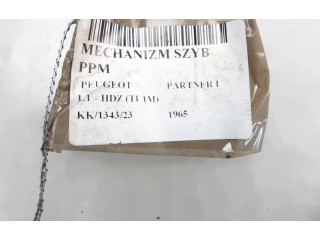 MECHANIZM SZYB
PPM
PEUGEOT PARTNER I
1.1 - HDZ (TU1M)
KK/1343/23 1965